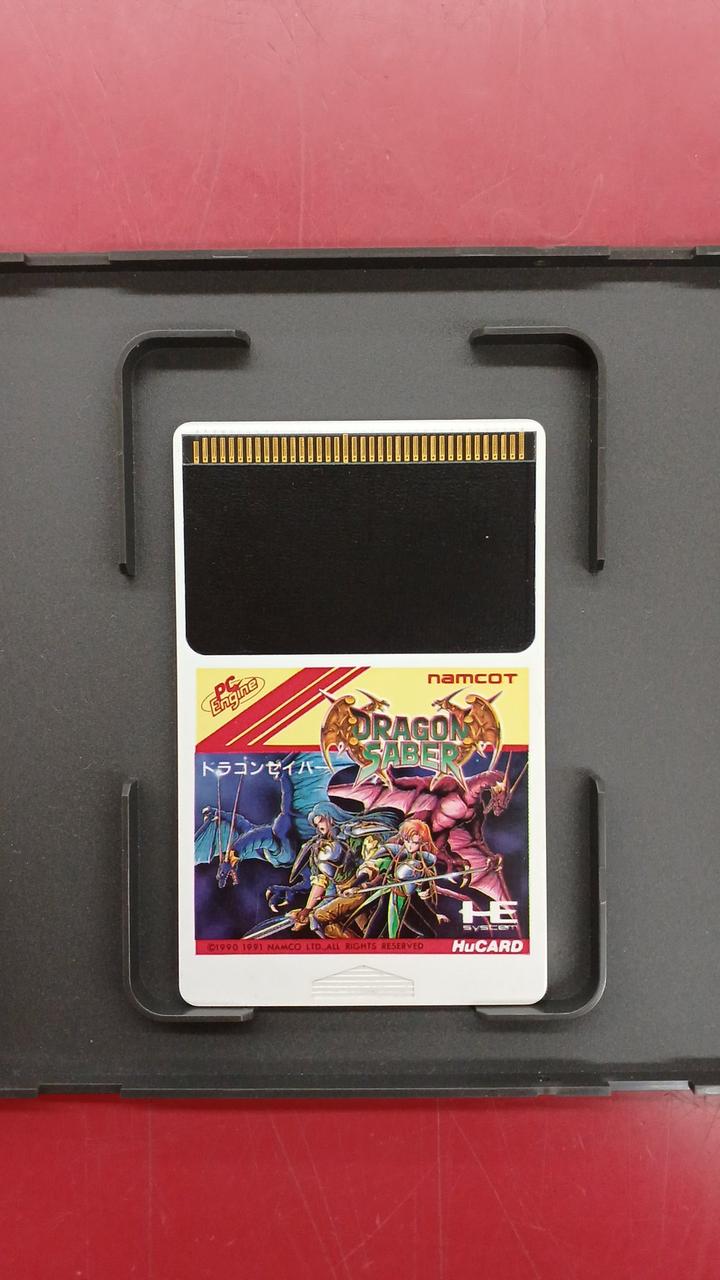 PC Engine
namcot
DRAGON
SABER
ドラゴンセイバー
HE
SYSTEM
©1990 1991 NAMCO LTD.,ALL RIGHTS RESERVED
HuCARD